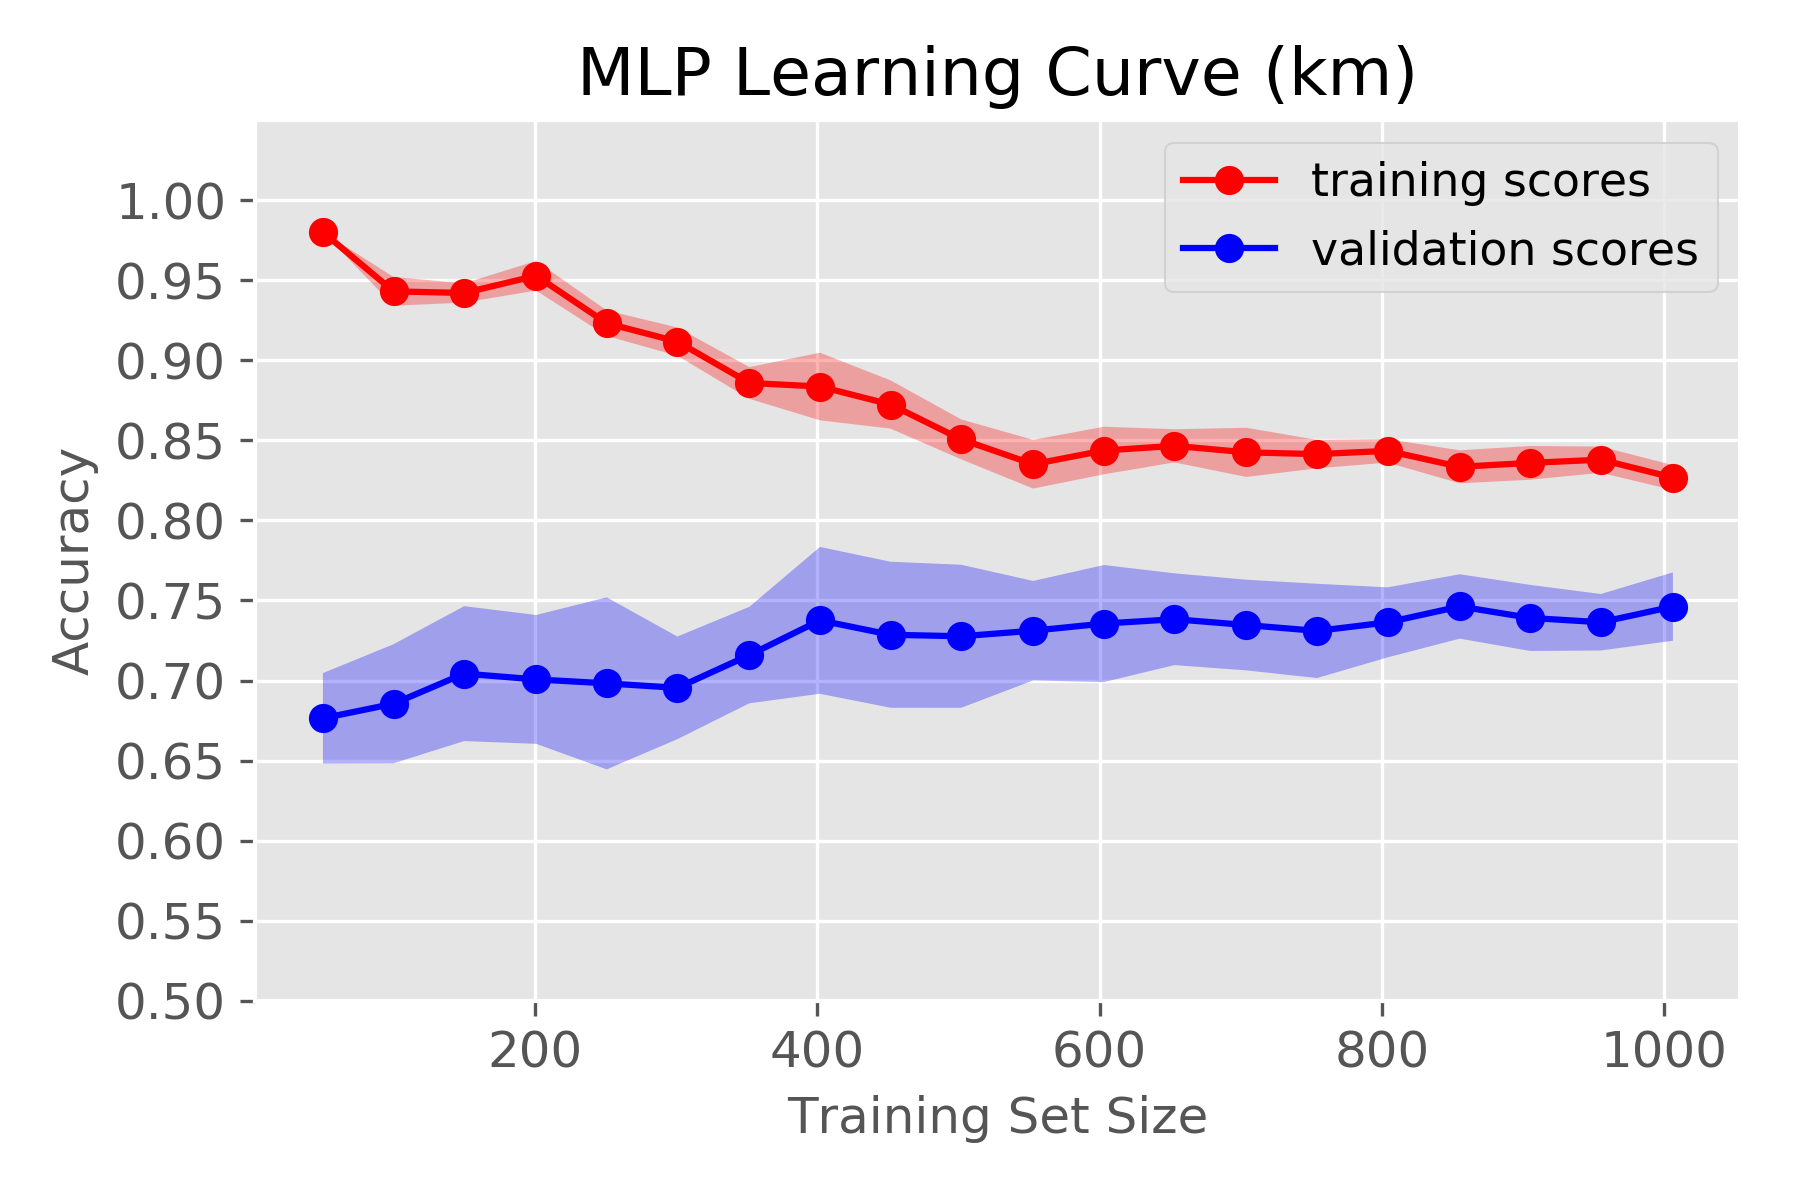 MLP Learning Curve (km)
training scores
validation scores
1.00
0.95
0.90
0.85
0.80
0.75
0.70
0.65
0.60
0.55
0.50
Accuracy
200 400 600 800 1000
Training Set Size